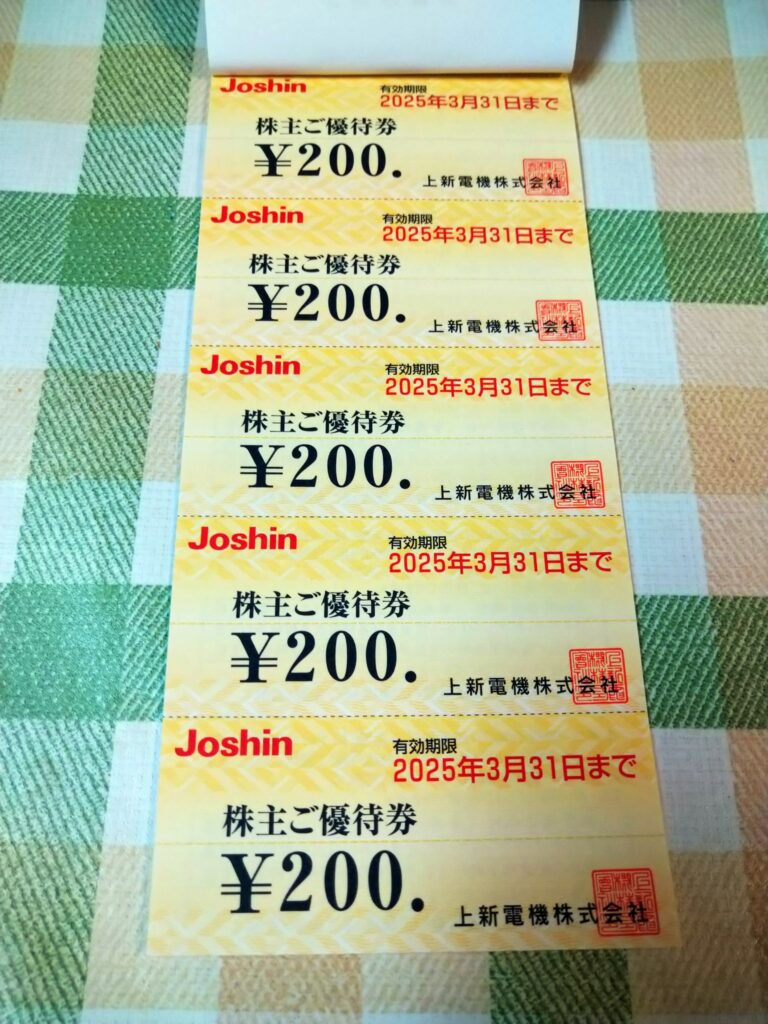 Joshin
有効期限
2025年3月31日まで
株主ご優待券
¥200.
上新電機株式会社
Joshin
有効期限
2025年3月31日まで
株主ご優待券
¥200.
上新電機株式会社
Joshin
有効期限
2025年3月31日まで
株主ご優待券
¥200.
上新電機株式会社
Joshin
有効期限
2025年3月31日まで
株主ご優待券
¥200.
上新電機株式会社
Joshin
有効期限
2025年3月31日まで
株主ご優待券
¥200.
上新電機株式会社